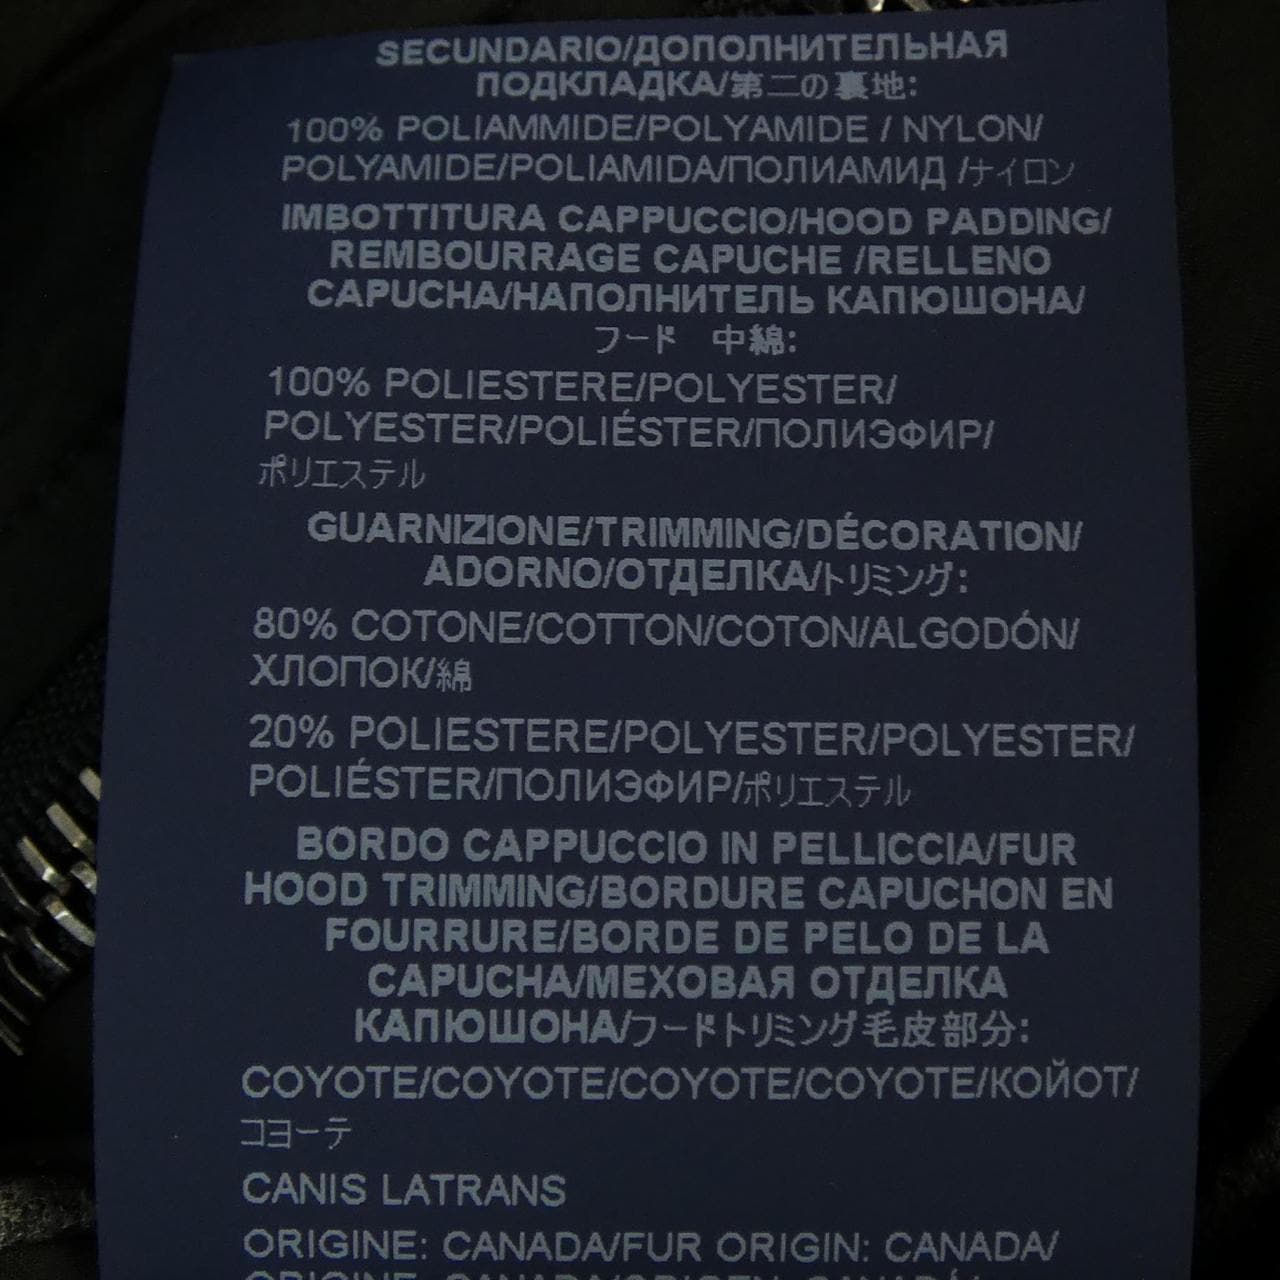 SECUNDARIO/ДОПОЛНИТЕЛЬНАЯ
ПОДКЛАДКА/第二の裏地:
100% POLIAMMIDE/POLYAMIDE / NYLON/
POLYAMIDE/POLIAMIDA/ПОЛИАМИД /ナイロン
IMBOTTITURA CAPPUCCIO/HOOD PADDING/
REMBOURRAGE CAPUCHE /RELLENO
CAPUCHA/НАПОЛНИТЕЛЬ КАПЮШОНА/
フード 中綿:
100% POLIESTERE/POLYESTER/
POLYESTER/POLIÉSTER/ПОЛИЭФИР/
ポリエステル
GUARNIZIONE/TRIMMING/DÉCORATION/
ADORNO/ОТДЕЛКА/トリミング:
80% COTONE/COTTON/COTON/ALGODÓN/
ХЛОПОК/綿
20% POLIESTERE/POLYESTER/POLYESTER/
POLIÉSTER/ПОЛИЭФИР/ポリエステル
BORDO CAPPUCCIO IN PELLICCIA/FUR
HOOD TRIMMING/BORDURE CAPUCHON EN
FOURRURE/BORDE DE PELO DE LA
CAPUCHA/МЕХОВАЯ ОТДЕЛКА
КАПЮШОНА/フードトリミング毛皮部分:
COYOTE/COYOTE/COYOTE/COYOTE/КОЙОТ/
コヨーテ
CANIS LATRANS
ORIGINE: CANADA/FUR ORIGIN: CANADA/